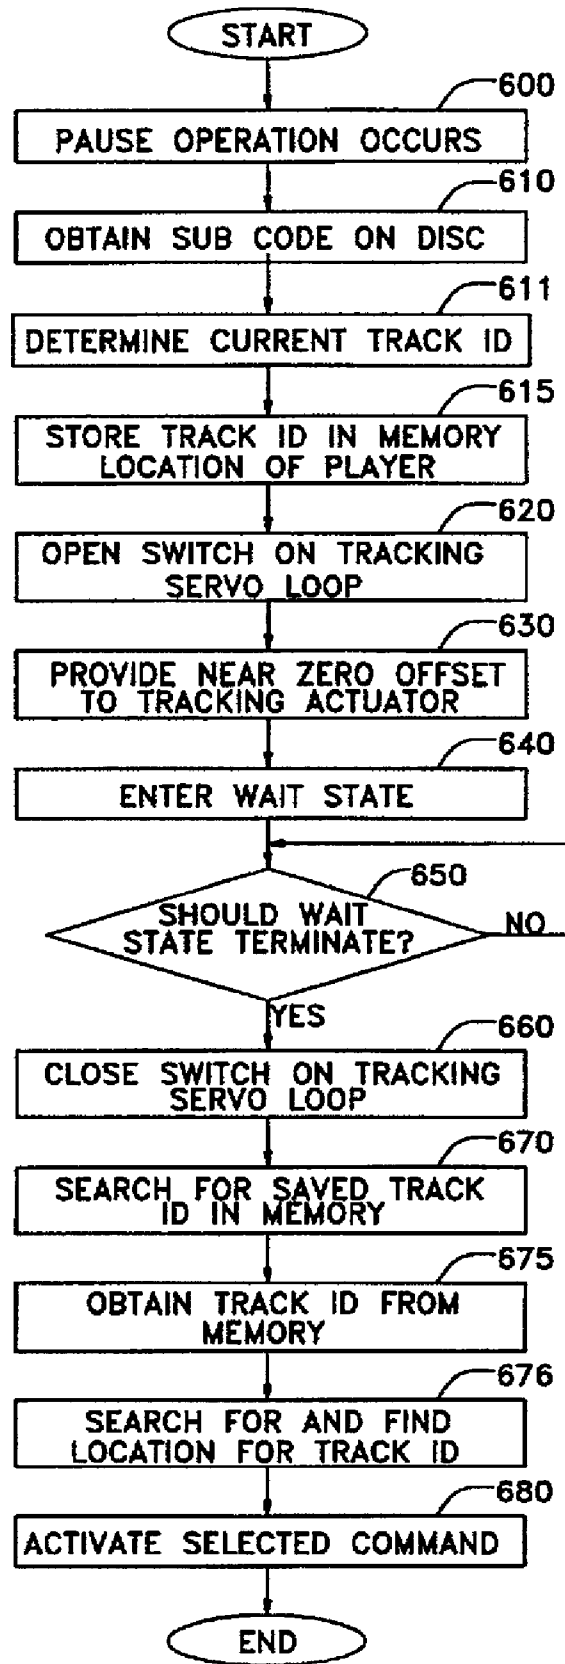 START
600
PAUSE OPERATION OCCURS
610
OBTAIN SUB CODE ON DISC
611
DETERMINE CURRENT TRACK ID
615
STORE TRACK ID IN MEMORY
LOCATION OF PLAYER
620
OPEN SWITCH ON TRACKING
SERVO LOOP
630
PROVIDE NEAR ZERO OFFSET
TO TRACKING ACTUATOR
640
ENTER WAIT STATE
650
SHOULD WAIT
STATE TERMINATE?
NO
YES
660
CLOSE SWITCH ON TRACKING
SERVO LOOP
670
SEARCH FOR SAVED TRACK
ID IN MEMORY
675
OBTAIN TRACK ID FROM
MEMORY
676
SEARCH FOR AND FIND
LOCATION FOR TRACK ID
680
ACTIVATE SELECTED COMMAND
END